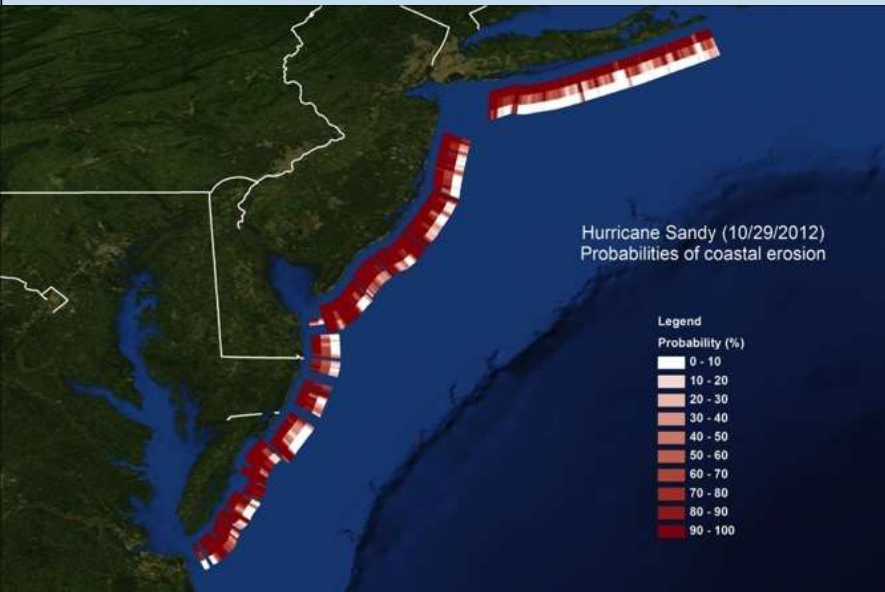 Hurricane Sandy (10/29/2012)
Probabilities of coastal erosion
Legend
Probability (%)
0 - 10
10 - 20
20 - 30
30 - 40
40 - 50
50 - 60
60 - 70
70 - 80
80 - 90
90 - 100